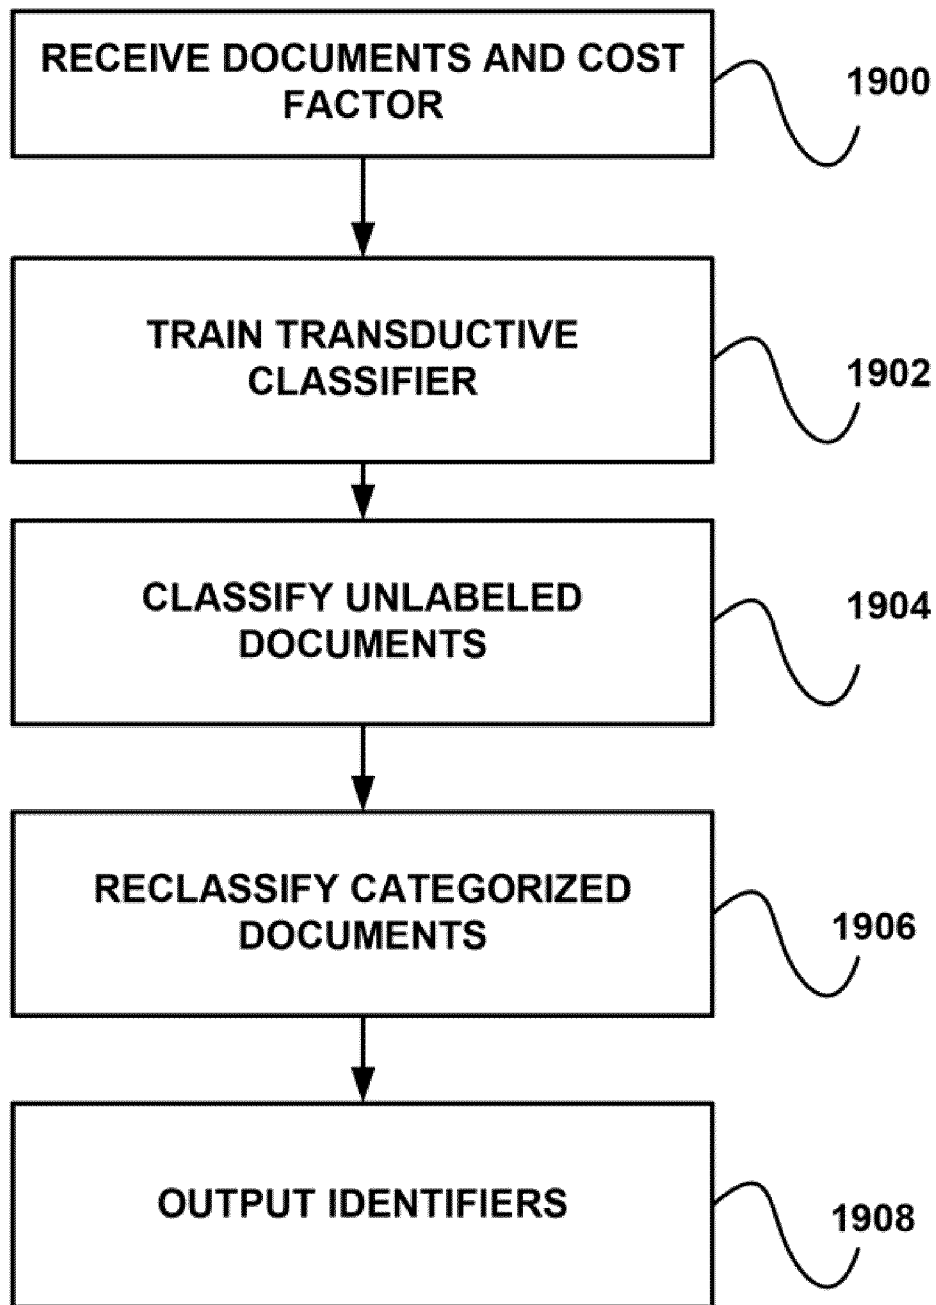 RECEIVE DOCUMENTS AND COST
FACTOR
1900
TRAIN TRANSDUCTIVE
CLASSIFIER
1902
CLASSIFY UNLABELED
DOCUMENTS
1904
RECLASSIFY CATEGORIZED
DOCUMENTS
1906
OUTPUT IDENTIFIERS
1908